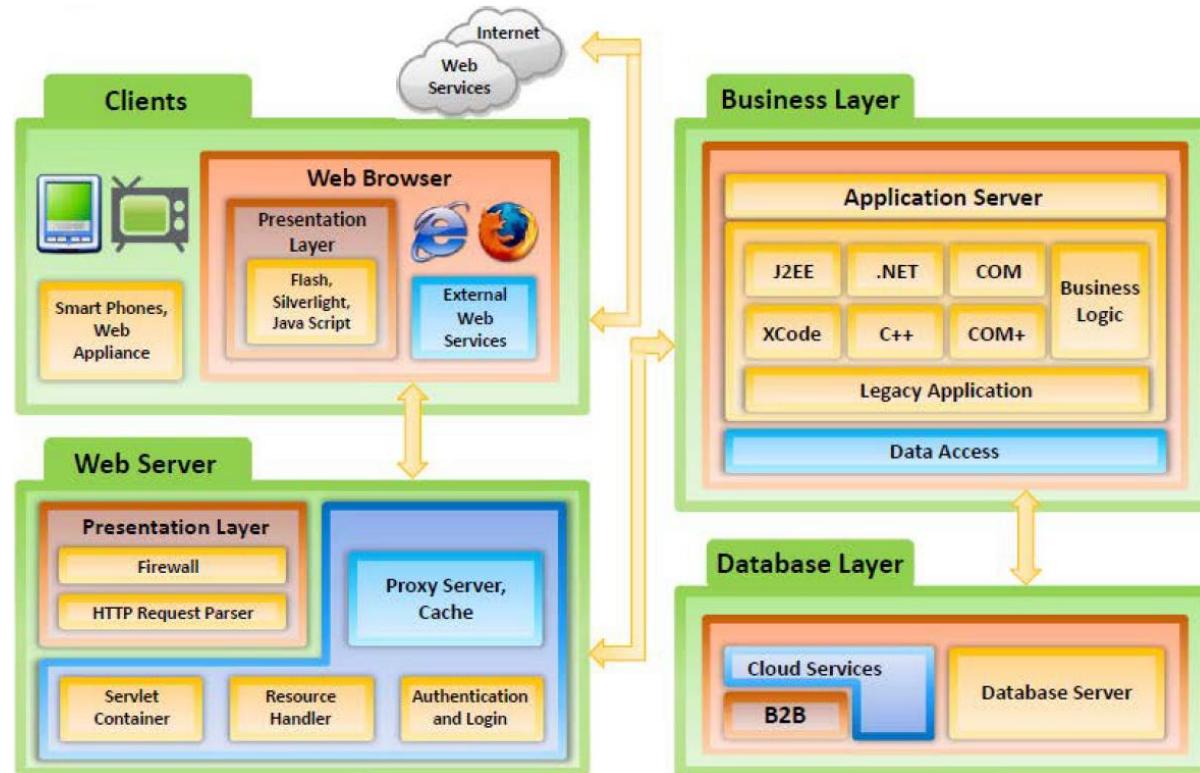 Internet
Web
Services
Clients
Web Browser
Presentation
Layer
Flash,
Silverlight,
Java Script
External
Web
Services
Smart Phones,
Web
Appliance
Business Layer
Application Server
J2EE
.NET
COM
Business
Logic
XCode
C++
COM+
Legacy Application
Data Access
Web Server
Presentation Layer
Firewall
HTTP Request Parser
Proxy Server,
Cache
Servlet
Container
Resource
Handler
Authentication
and Login
Database Layer
Cloud Services
B2B
Database Server